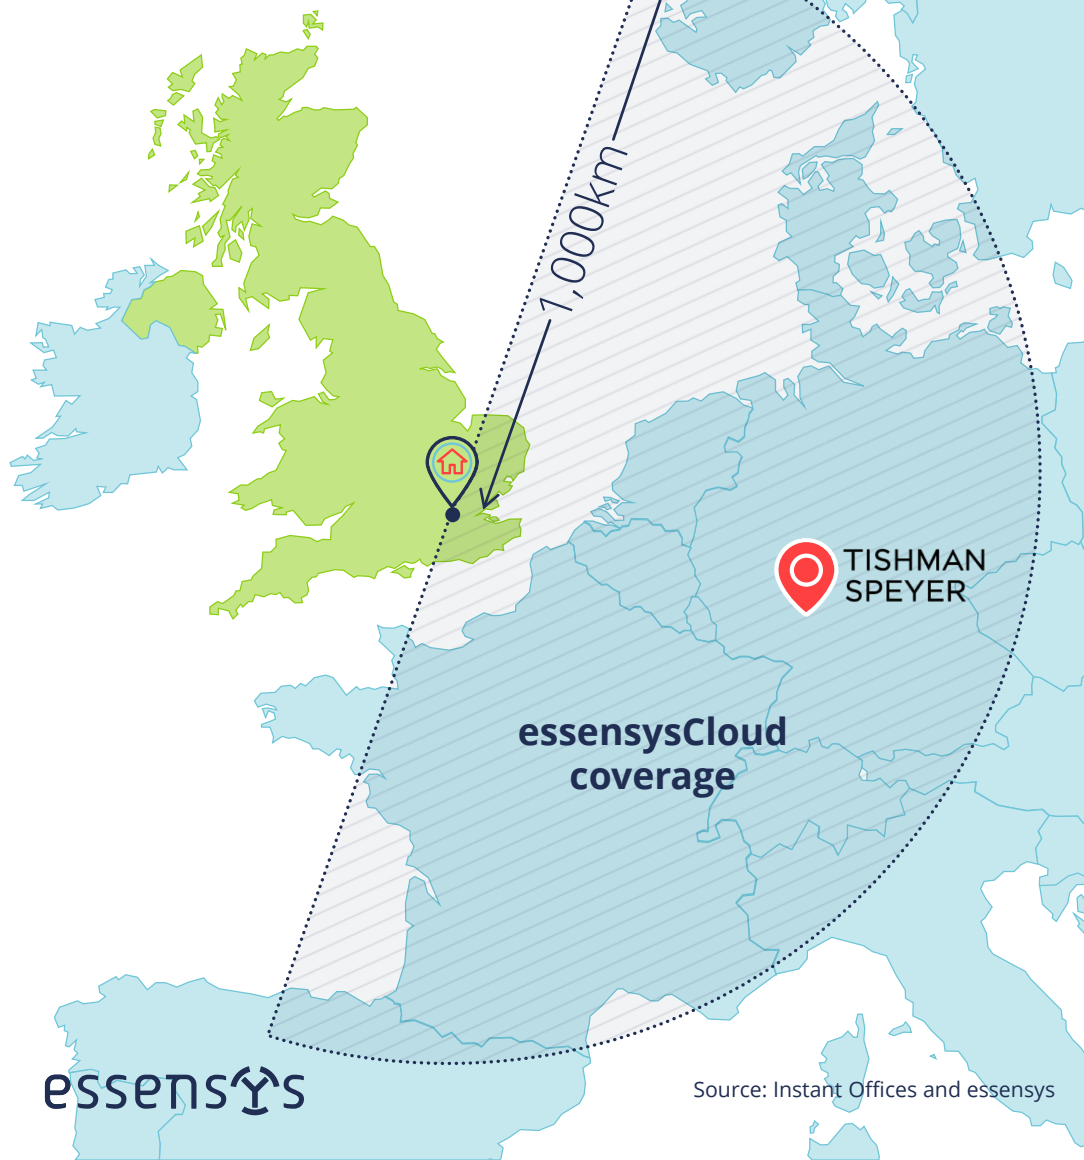 1,000km
TISHMAN
SPEYER
essensysCloud
coverage
essensys
Source: Instant Offices and essensys